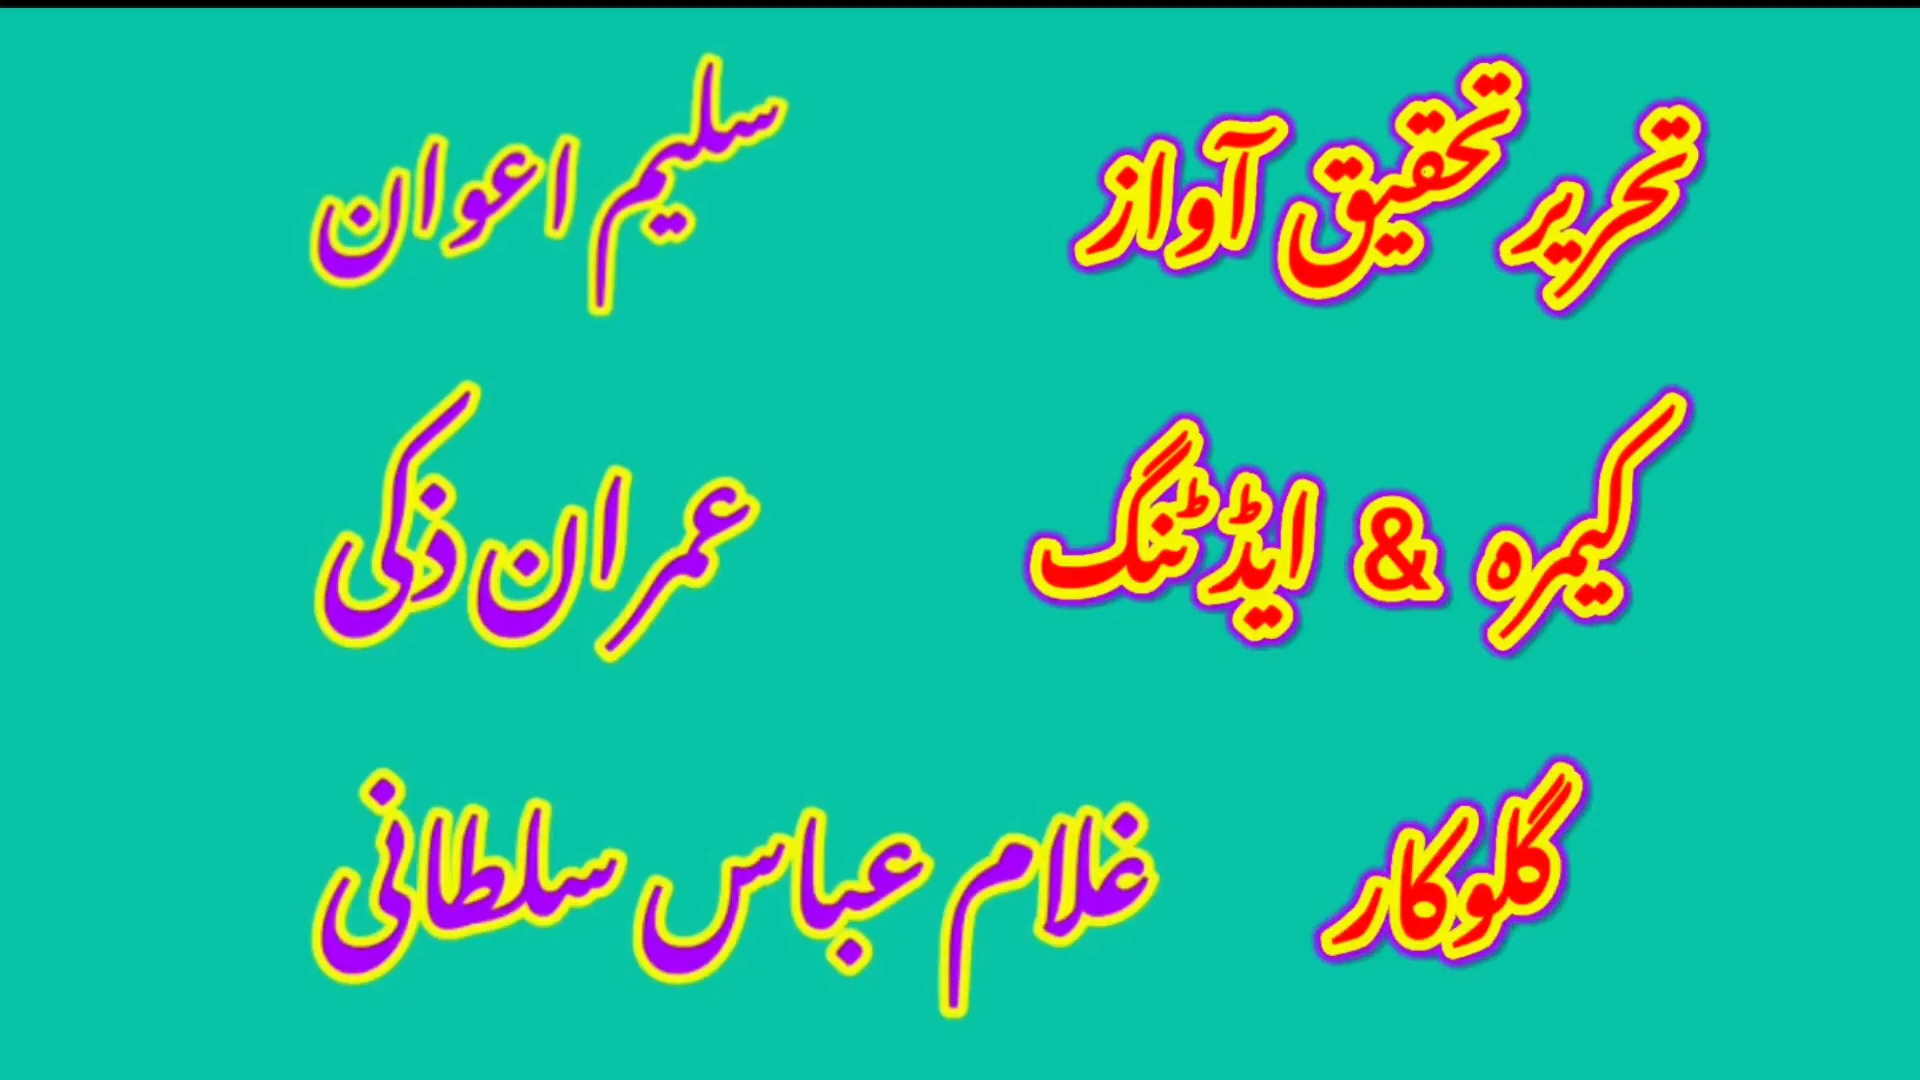 تحریر تحقیق آواز سلیم اعوان
کیمرہ & ایڈٹنگ عمران ذکی
گلوکار غلام عباس سلطانی